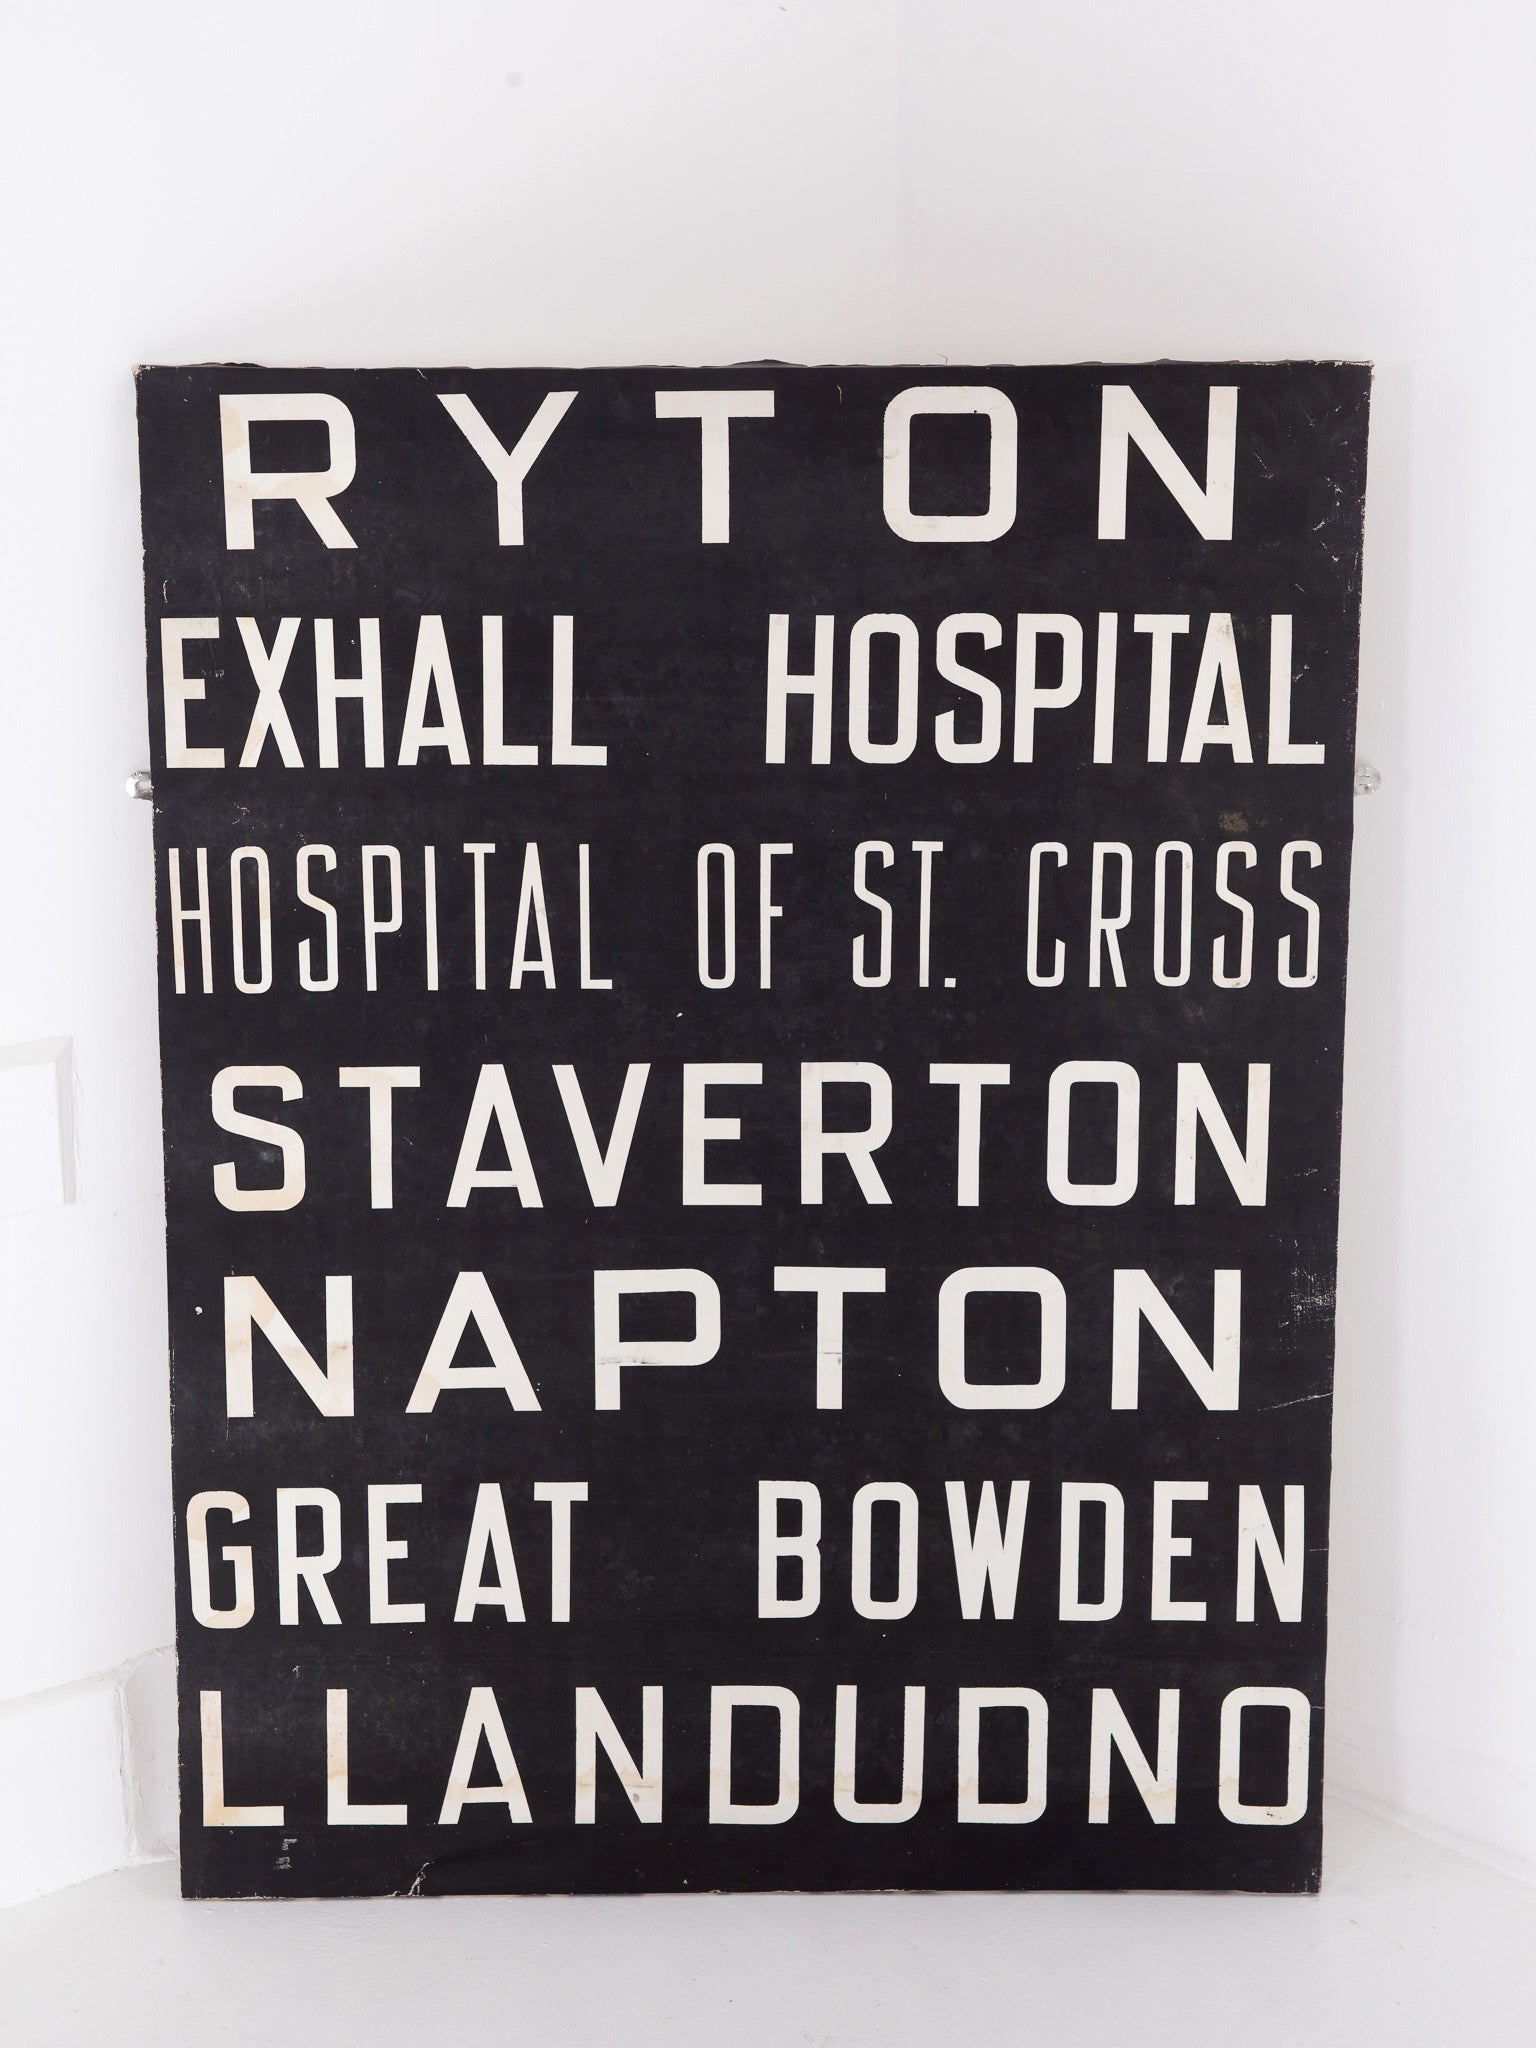 RYTON
EXHALL HOSPITAL
HOSPITAL OF ST. CROSS
STAVERTON
NAPTON
GREAT BOWDEN
LLANDUDNO